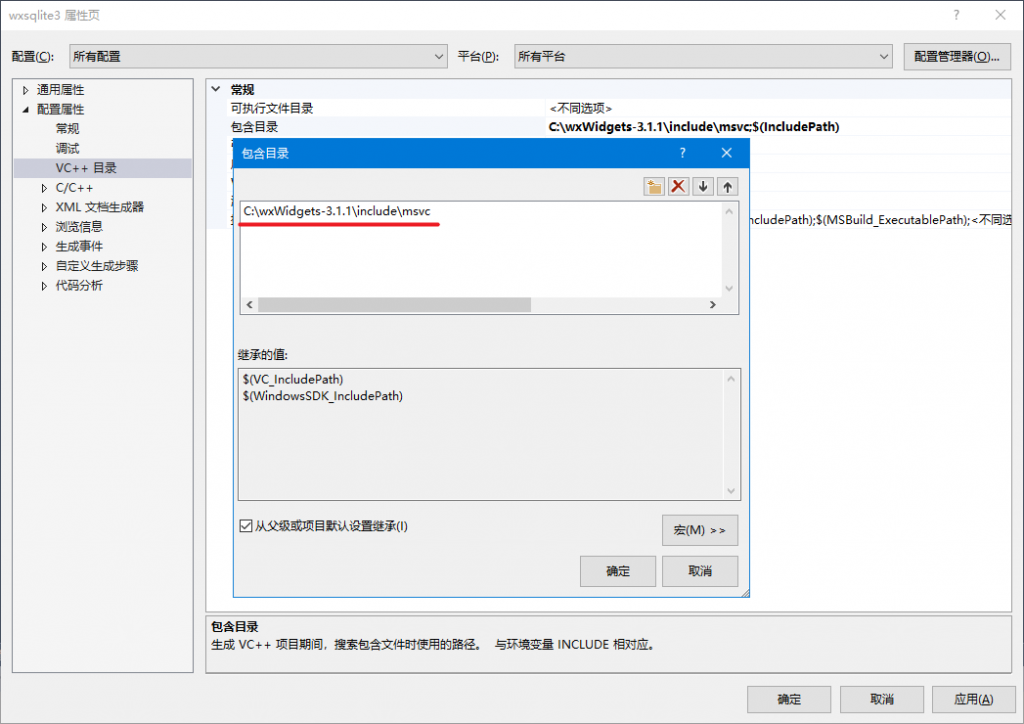 wxsqlite3 属性页
配置(C): 所有配置 平台(P): 所有平台 配置管理器(O)...
通用属性
配置属性
常规
调试
VC++ 目录
C/C++
XML 文档生成器
浏览信息
生成事件
自定义生成步骤
代码分析
常规
可执行文件目录 <不同选项>
包含目录 C:\wxWidgets-3.1.1\include\msvc;$(IncludePath)
ncludePath);$(MSBuild_ExecutablePath);<不同选
包含目录
C:\wxWidgets-3.1.1\include\msvc
继承的值:
$(VC_IncludePath)
$(WindowsSDK_IncludePath)
从父级或项目默认设置继承(I)
宏(M) >>
确定 取消
包含目录
生成 VC++ 项目期间，搜索包含文件时使用的路径。 与环境变量 INCLUDE 相对应。
确定 取消 应用(A)